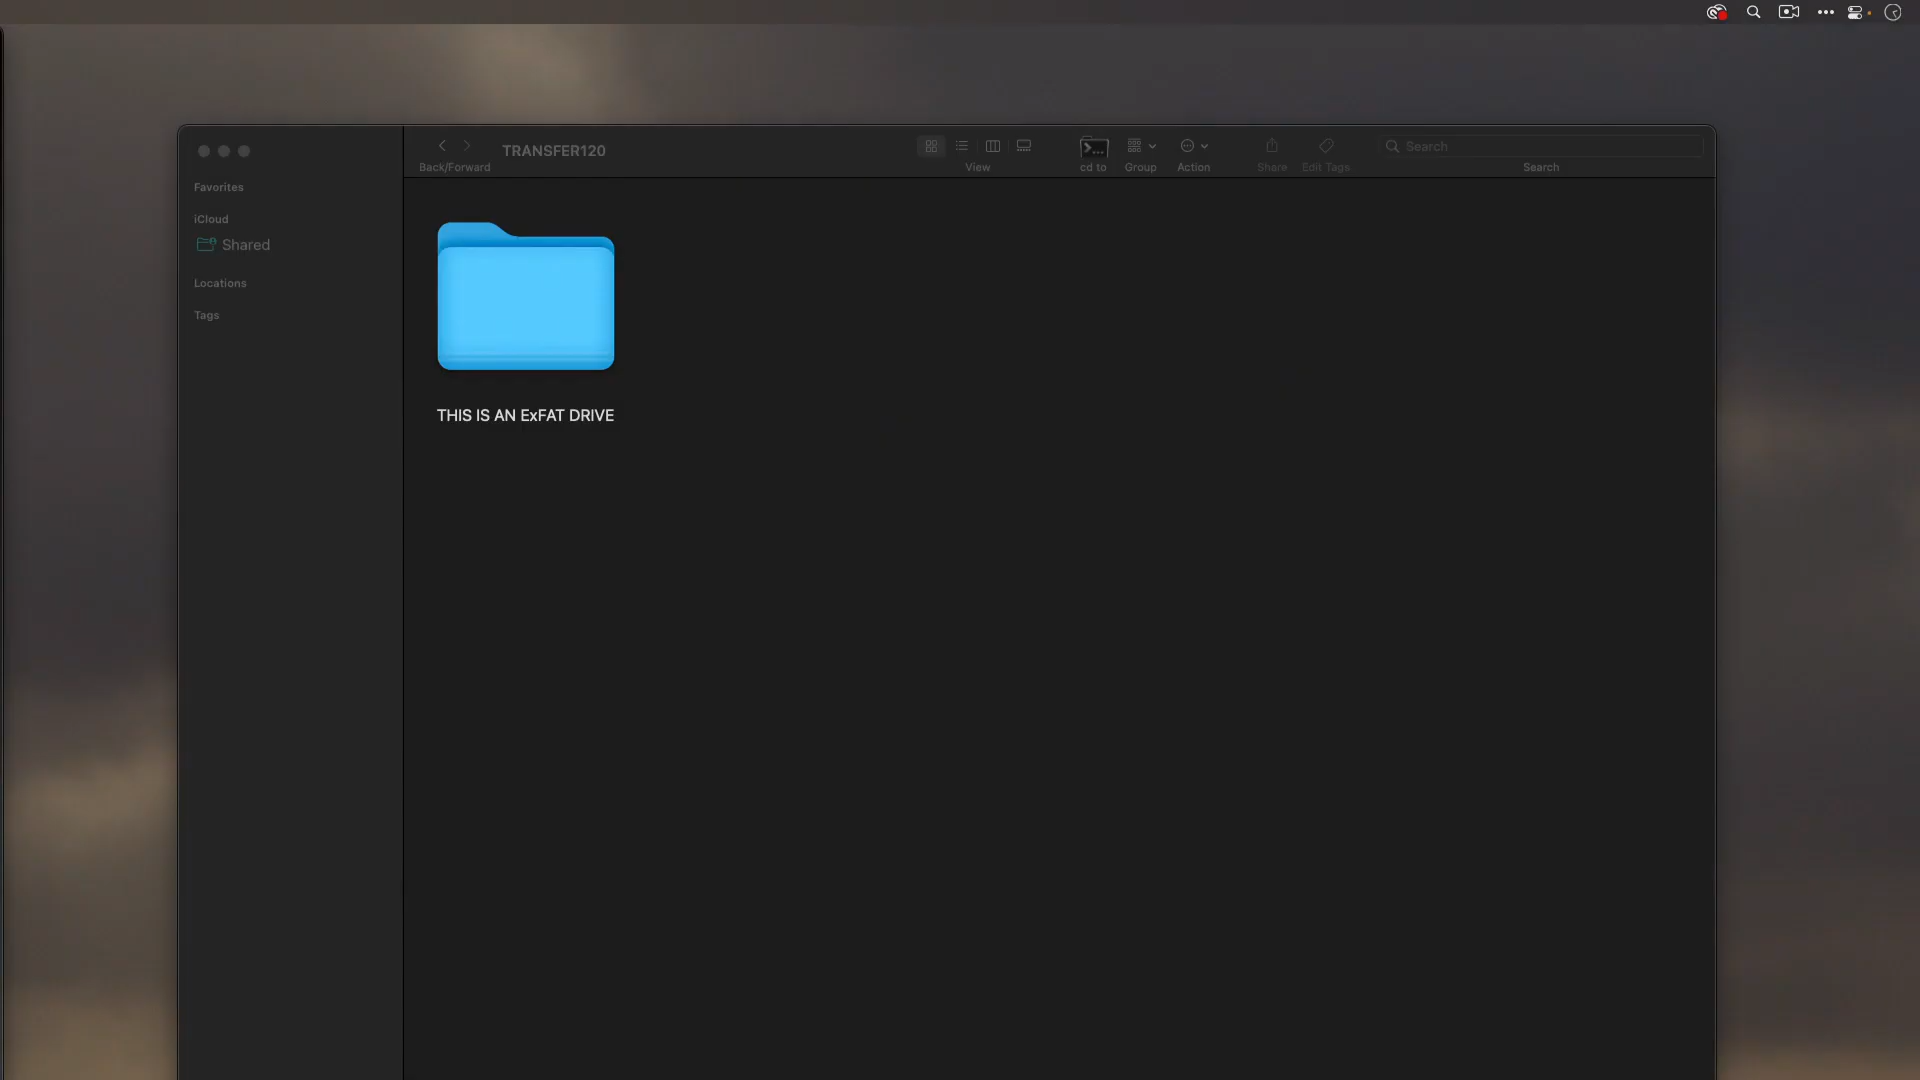 TRANSFER120
Back/Forward
View
cd to
Group
Action
Share
Edit Tags
Search
Search
Favorites
iCloud
Shared
Locations
Tags
THIS IS AN ExFAT DRIVE